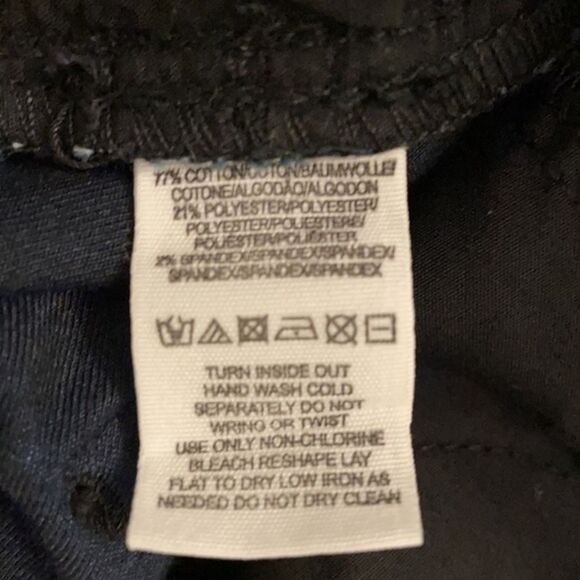 77% COTTON/COTON/BAUMWOLLE/
COTONE/ALGODÃO/ALGODON
21% POLYESTER/POLYESTER/
POLYESTER/POLIESTERE/
POLIÉSTER/POLIÉSTER
2% SPANDEX/SPANDEX/SPANDEX/
SPANDEX/SPANDEX/SPANDEX
TURN INSIDE OUT
HAND WASH COLD
SEPARATELY DO NOT
WRING OR TWIST
USE ONLY NON-CHLORINE
BLEACH RESHAPE LAY
FLAT TO DRY LOW IRON AS
NEEDED DO NOT DRY CLEAN